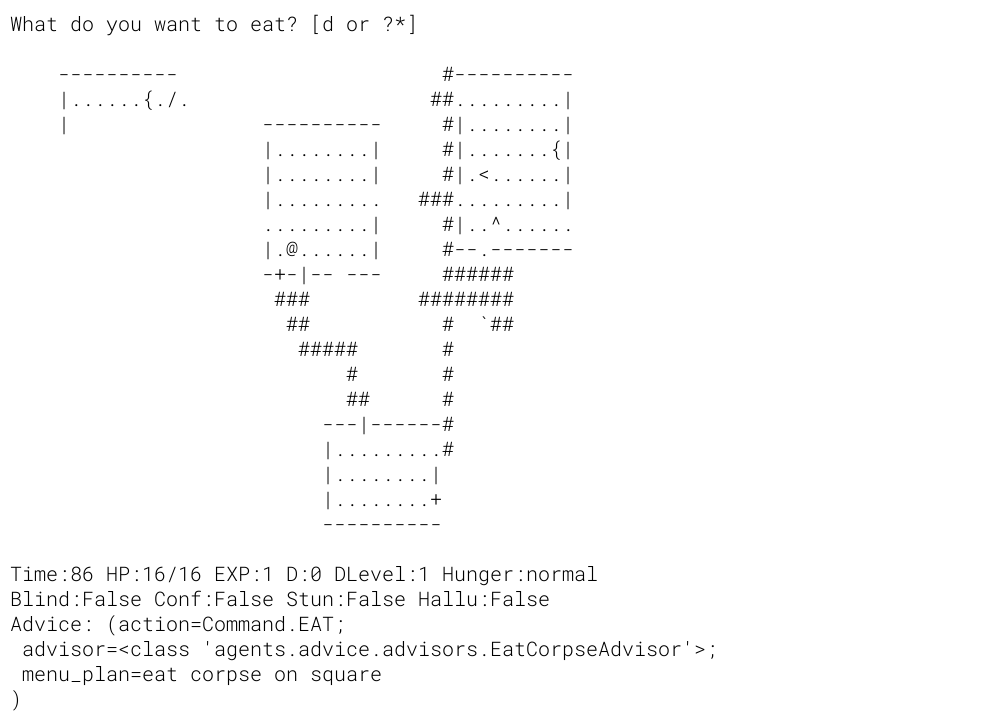 What do you want to eat? [d or ?*]

    ----------                      #----------
    |......{./.                    ##.........|
    |                ----------     #|........|
                     |........|     #|.......{|
                     |........|     #|.<......|
                     |.........   ###.........|
                     .........|     #|..^......
                     |.@......|     #--.-------
                     -+-|-- ---     ######
                      ###         ########
                       ##           #  `##
                        #####       #
                            #       #
                            ##      #
                          ---|------#
                          |.........#
                          |........|
                          |........+
                          ----------

Time:86 HP:16/16 EXP:1 D:0 DLevel:1 Hunger:normal
Blind:False Conf:False Stun:False Hallu:False
Advice: (action=Command.EAT;
 advisor=<class 'agents.advice.advisors.EatCorpseAdvisor'>;
 menu_plan=eat corpse on square
)